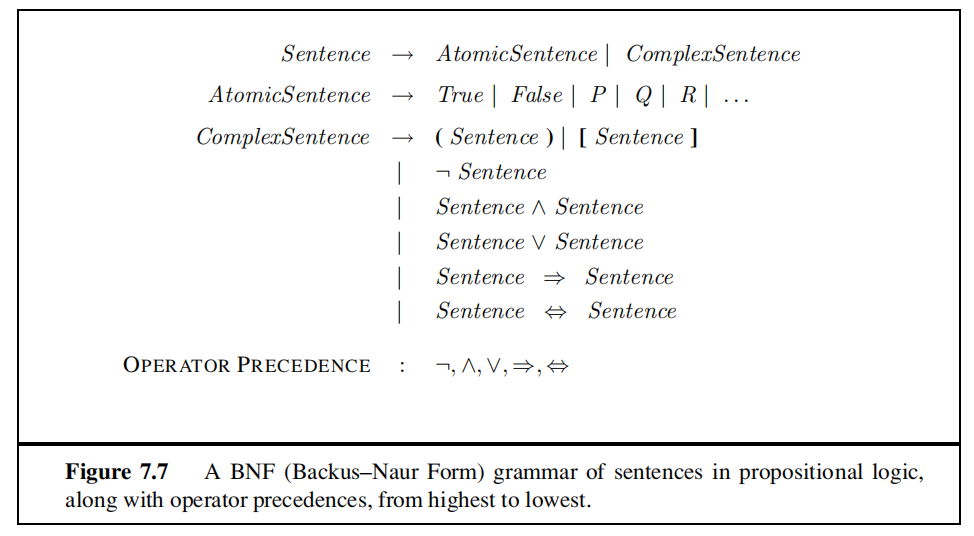 Sentence → AtomicSentence | ComplexSentence
AtomicSentence → True | False | P | Q | R | ...
ComplexSentence → ( Sentence ) | [ Sentence ]
| ¬ Sentence
| Sentence ∧ Sentence
| Sentence ∨ Sentence
| Sentence ⇒ Sentence
| Sentence ⇔ Sentence
OPERATOR PRECEDENCE : ¬, ∧, ∨, ⇒, ⇔
Figure 7.7 A BNF (Backus–Naur Form) grammar of sentences in propositional logic,
along with operator precedences, from highest to lowest.